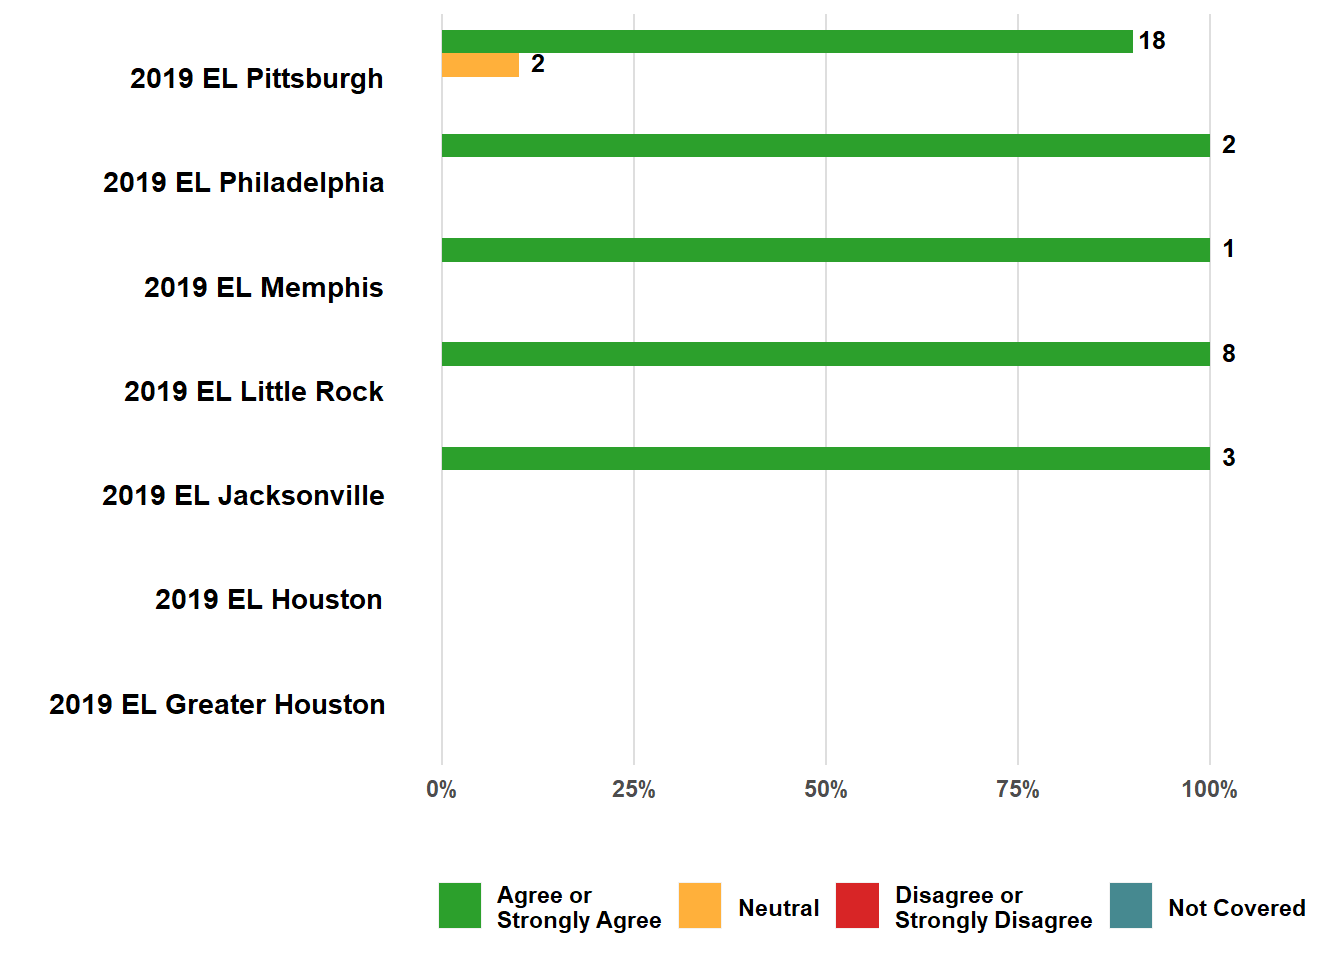 18
2
2019 EL Pittsburgh
2
2019 EL Philadelphia
1
2019 EL Memphis
8
2019 EL Little Rock
3
2019 EL Jacksonville
2019 EL Houston
2019 EL Greater Houston
0% 25% 50% 75% 100%
Agree or
Strongly Agree
Neutral
Disagree or
Strongly Disagree
Not Covered